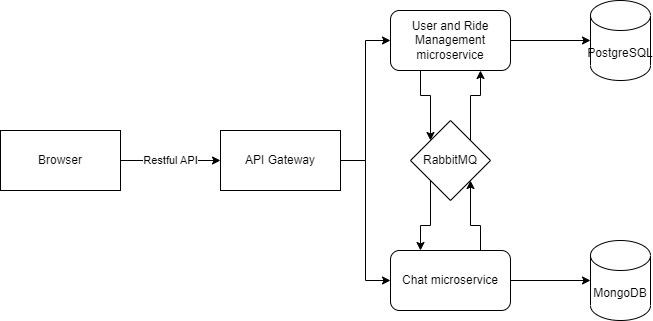 User and Ride
Management
microservice
PostgreSQL
Browser
Restful API
API Gateway
RabbitMQ
Chat microservice
MongoDB